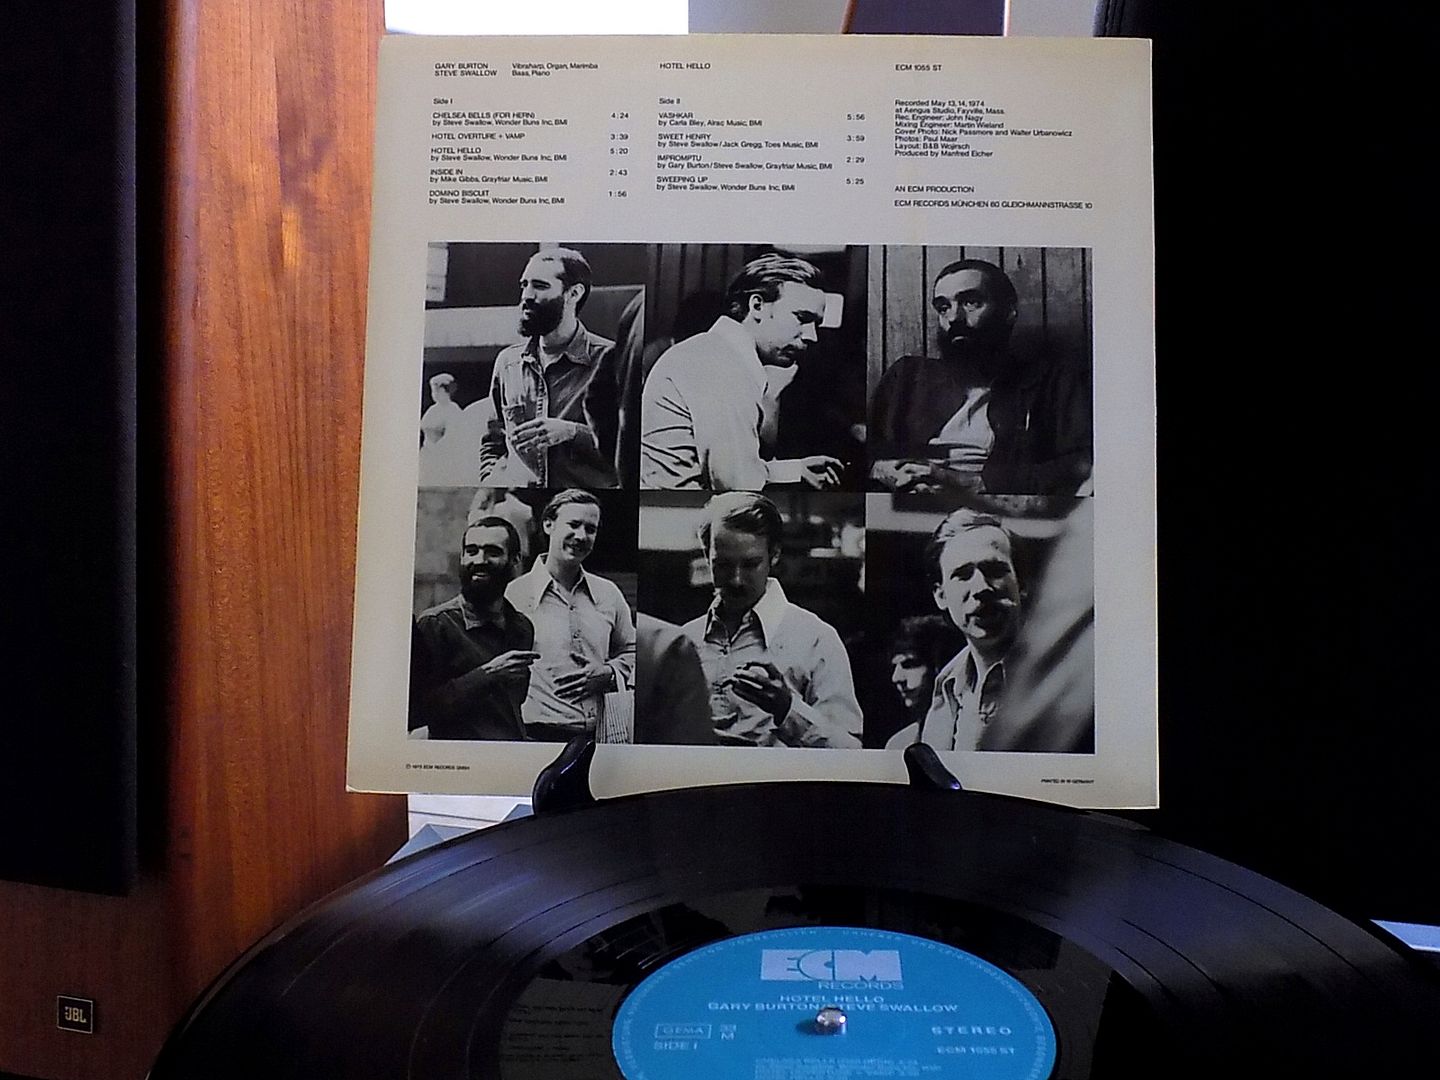 GARY BURTON Vibraharp, Organ, Marimba
STEVE SWALLOW Bass, Piano
HOTEL HELLO
ECM 1055 ST
Side I
CHELSEA BELLS (FOR HERN) 4:24
by Steve Swallow, Wonder Buns Inc, BMI
HOTEL OVERTURE + VAMP 3:39
HOTEL HELLO 5:20
by Steve Swallow, Wonder Buns Inc, BMI
INSIDE IN 2:43
by Mike Gibbs, Grayfriar Music, BMI
DOMINO BISCUIT 1:56
by Steve Swallow, Wonder Buns Inc, BMI
Side II
VASHKAR 5:56
by Carla Bley, Alrac Music, BMI
SWEET HENRY 3:59
by Steve Swallow/Jack Gregg, Toes Music, BMI
IMPROMPTU 2:29
by Gary Burton/Steve Swallow, Grayfriar Music, BMI
SWEEPING UP 5:25
by Steve Swallow, Wonder Buns Inc, BMI
Recorded May 13, 14, 1974
at Aengus Studio, Fayville, Mass.
Rec. Engineer: John Nagy
Mixing Engineer: Martin Wieland
Cover Photo: Nick Passmore and Walter Urbanowicz
Photos: Paul Maar
Layout: B&B Wojirsch
Produced by Manfred Eicher
AN ECM PRODUCTION
ECM RECORDS MÜNCHEN 60 GLEICHMANNSTRASSE 10
℗ 1975 ECM RECORDS GMBH
PRINTED IN W-GERMANY
ECM
RECORDS
HOTEL HELLO
GARY BURTON/STEVE SWALLOW
GEMA 33 M STEREO
SIDE I ECM 1055 ST
JBL